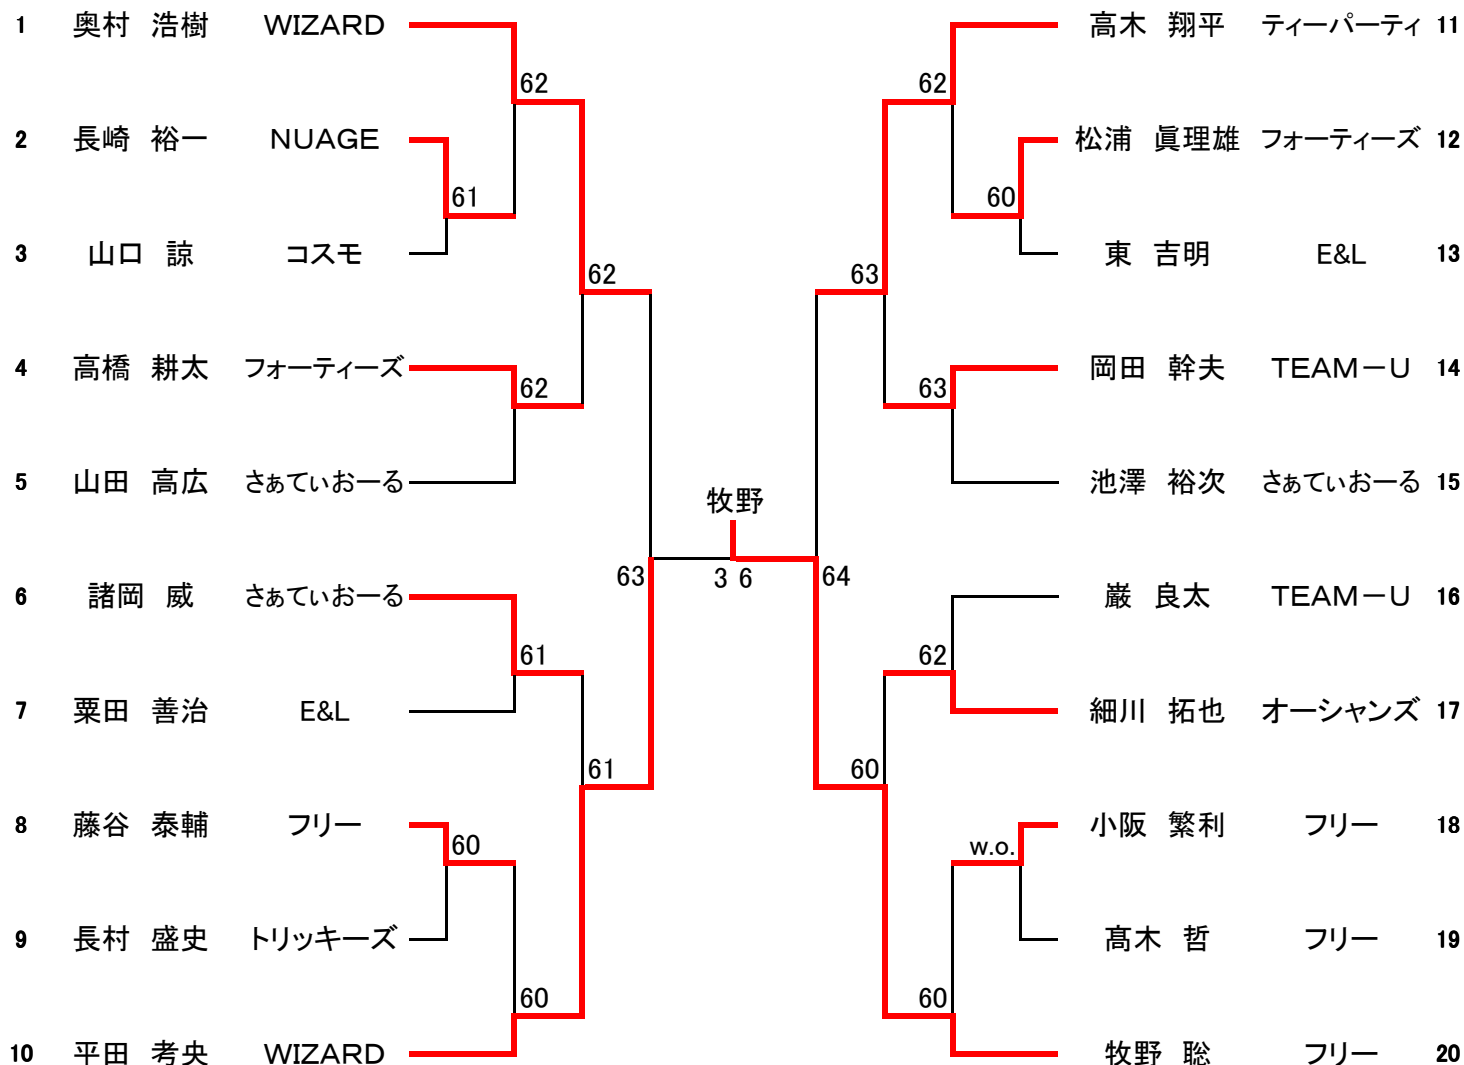 1 奥村 浩樹 WIZARD
62
2 長崎 裕一 NUAGE
61
3 山口 諒 コスモ
62
4 高橋 耕太 フォーティーズ
62
5 山田 高広 さぁてぃおーる
6 諸岡 威 さぁてぃおーる
61
7 粟田 善治 E&L
61
8 藤谷 泰輔 フリー
60
9 長村 盛史 トリッキーズ
60
10 平田 考央 WIZARD
63
牧野
3 6
64
高木 翔平 ティーパーティ 11
62
松浦 眞理雄 フォーティーズ 12
60
東 吉明 E&L 13
63
岡田 幹夫 TEAM－U 14
63
池澤 裕次 さぁてぃおーる 15
巌 良太 TEAM－U 16
62
細川 拓也 オーシャンズ 17
60
小阪 繁利 フリー 18
w.o.
髙木 哲 フリー 19
60
牧野 聡 フリー 20